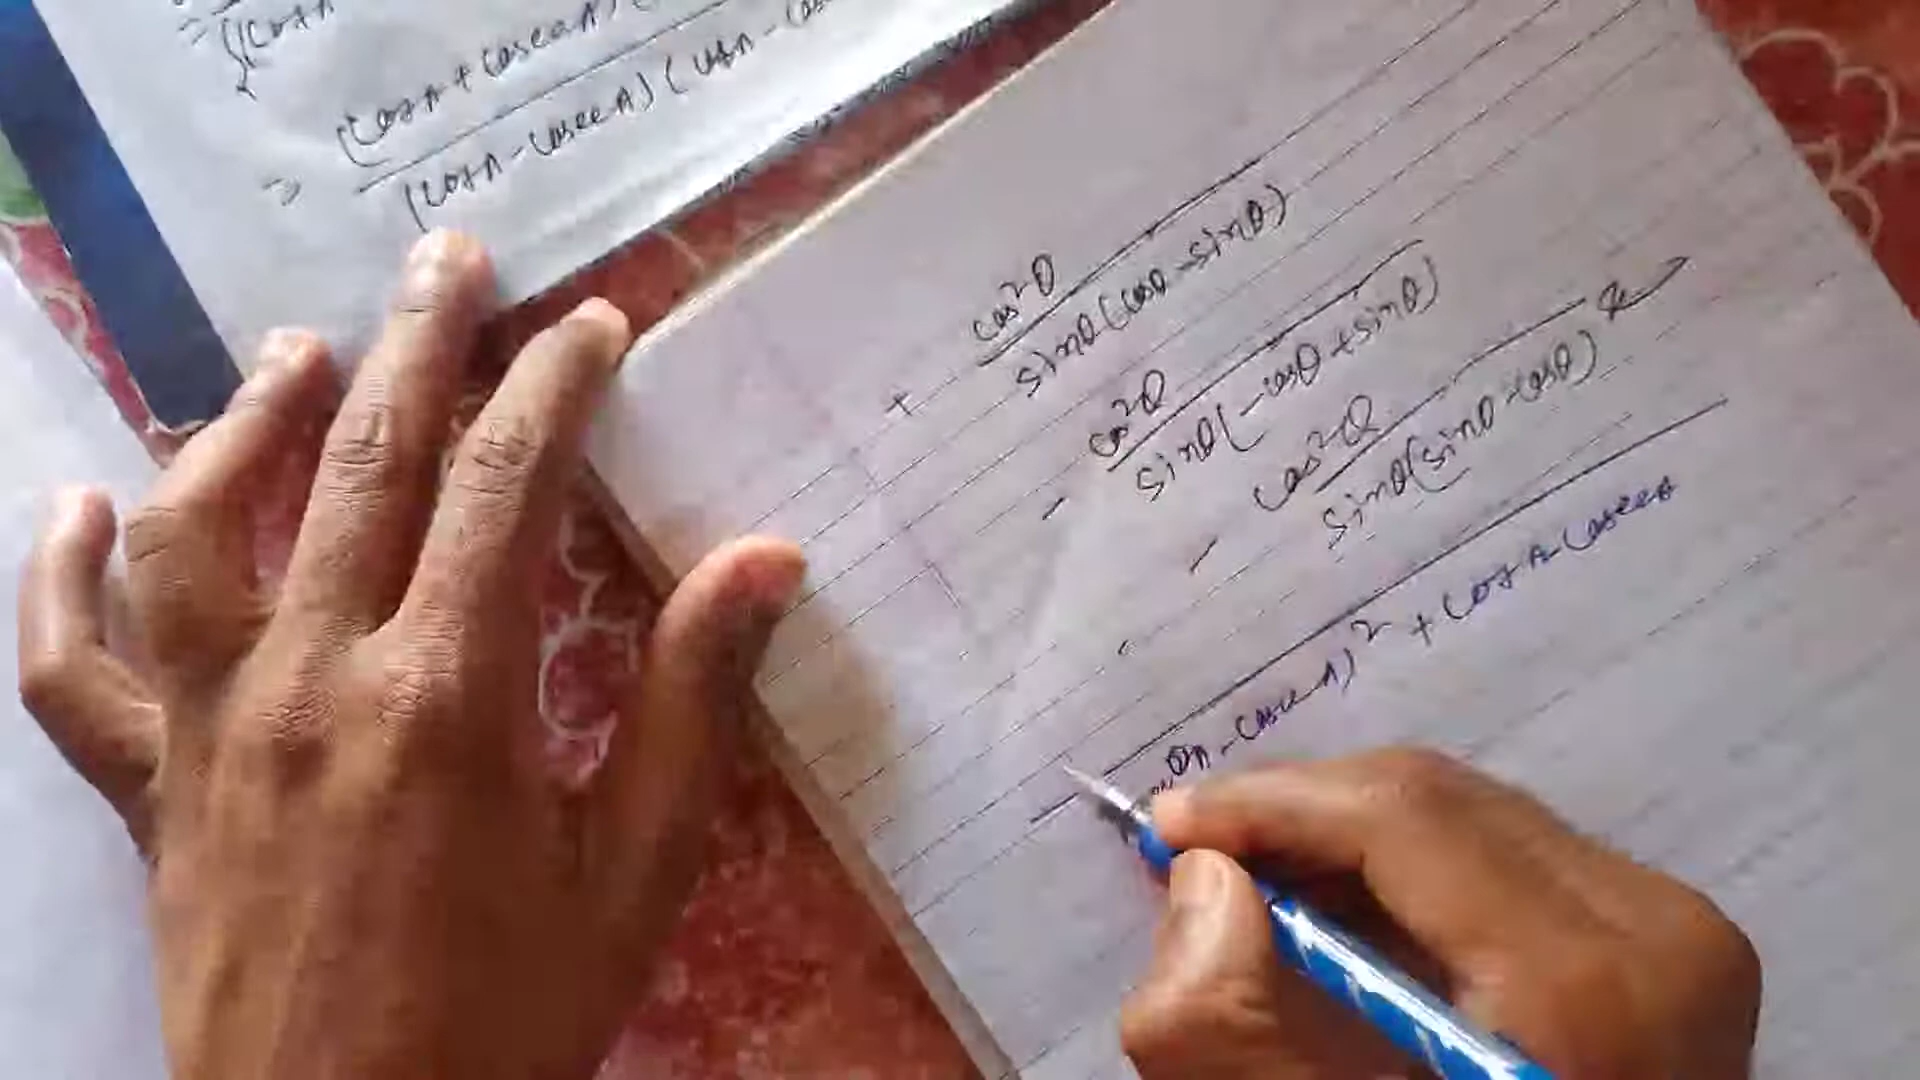 (cotA
= (cotA + cosecA)
(cotA - cosecA) (cotA - cos
+ cos²θ
sinθ (cosθ - sinθ)
- cos²θ
sinθ (-cosθ + sinθ)
- cos²θ
sinθ (sinθ - cosθ)
A - cosecA)² + cotA - cosecA